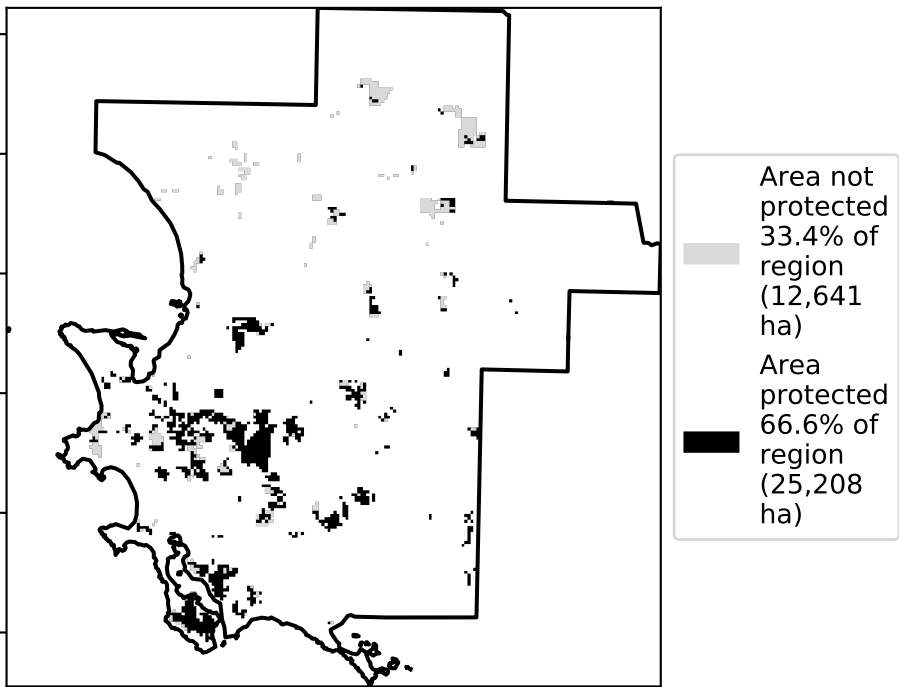 Area not
protected
33.4% of
region
(12,641
ha)
Area
protected
66.6% of
region
(25,208
ha)